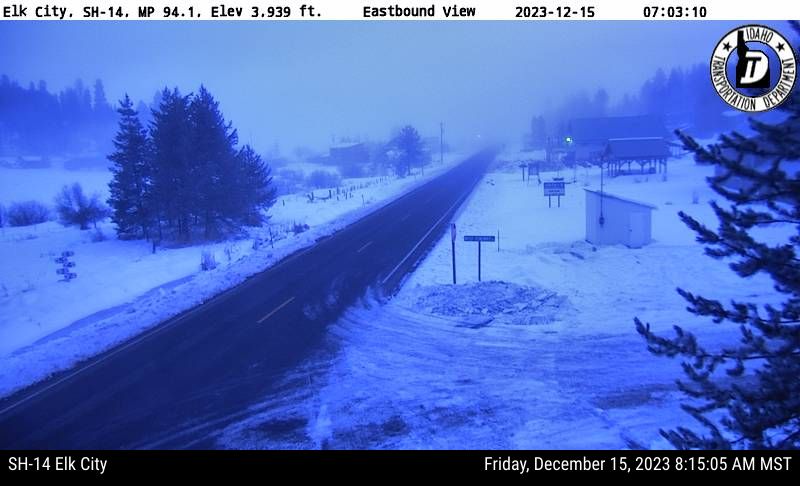 Elk City, SH-14, MP 94.1, Elev 3,939 ft. Eastbound View 2023-12-15 07:03:10
IDAHO
TRANSPORTATION DEPARTMENT
SH-14 Elk City Friday, December 15, 2023 8:15:05 AM MST